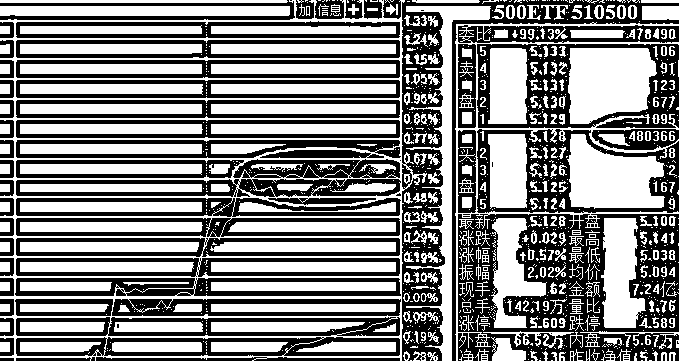 加 信息 + − →
1.33%
1.24%
1.15%
1.05%
0.96%
0.86%
0.77%
0.67%
0.57%
0.48%
0.39%
0.29%
0.19%
0.10%
0.00%
0.09%
0.19%
0.28%
500ETF 510500
委比 +99.13% 478490
5 5.133 106
卖 4 5.132 91
3 5.131 123
盘 2 5.130 677
1 5.129 1095
1 5.128 480366
买 2 5.127 38
3 5.126 2
盘 4 5.125 167
5 5.124 9
最新 5.128 开盘 5.100
涨跌 +0.029 最高 5.141
涨幅 +0.57% 最低 5.038
振幅 2.02% 均价 5.094
现手 62 金额 7.24亿
总手 142.19万 量比 1.76
涨停 5.609 跌停 4.589
外盘 66.52万 内盘 75.67万
净值 5.136 昨收净值